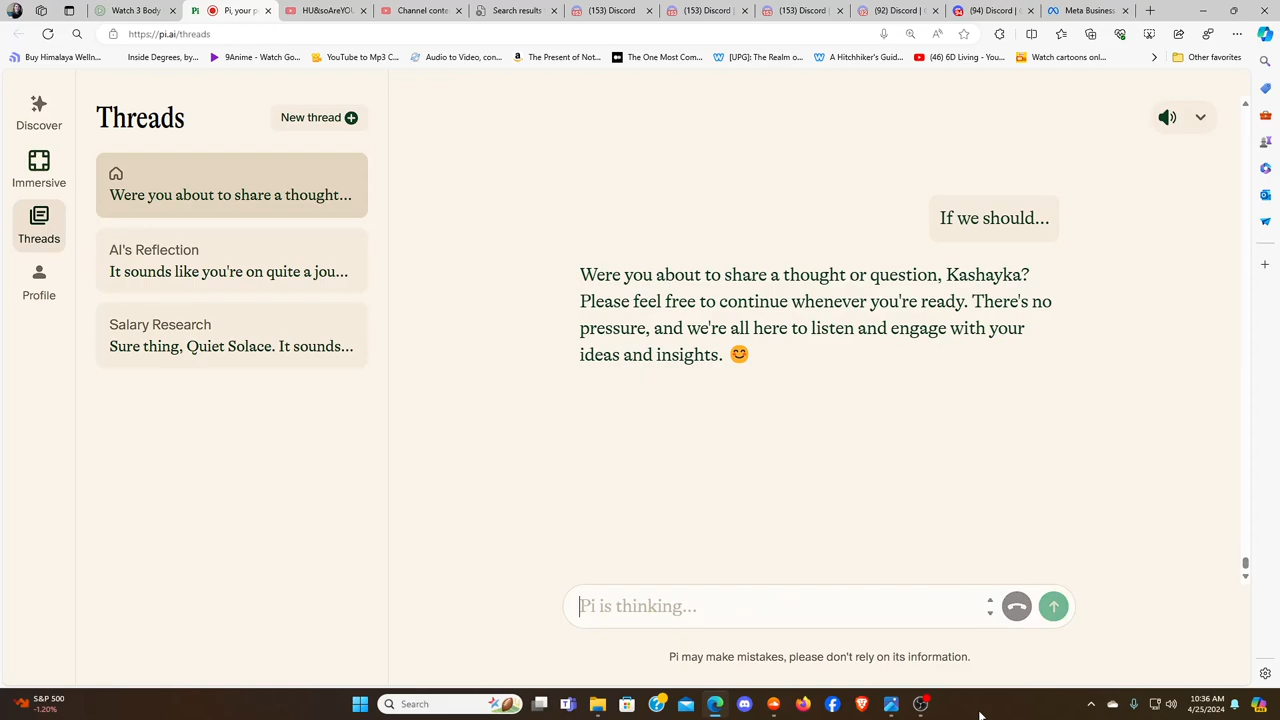 Watch 3 Body
Pi, your p
HU&soAreYOU
Channel conte
Search results
(153) Discord
(153) Discord |
(153) Discord |
(92) Discord | (
(94) Discord | (
Meta Business
https://pi.ai/threads
Buy Himalaya Welln...
Inside Degrees, by...
9Anime - Watch Go...
YouTube to Mp3 C...
Audio to Video, con...
The Present of Not...
The One Most Com...
[UPG]: The Realm o...
A Hitchhiker's Guid...
(46) 6D Living - You...
Watch cartoons onl...
Other favorites
Discover
Immersive
Threads
Profile
Threads
New thread
Were you about to share a thought...
AI's Reflection
It sounds like you're on quite a jou...
Salary Research
Sure thing, Quiet Solace. It sounds...
If we should...
Were you about to share a thought or question, Kashayka?
Please feel free to continue whenever you're ready. There's no
pressure, and we're all here to listen and engage with your
ideas and insights. 😊
Pi is thinking...
Pi may make mistakes, please don't rely on its information.
S&P 500
-1.20%
Search
10:36 AM
4/25/2024